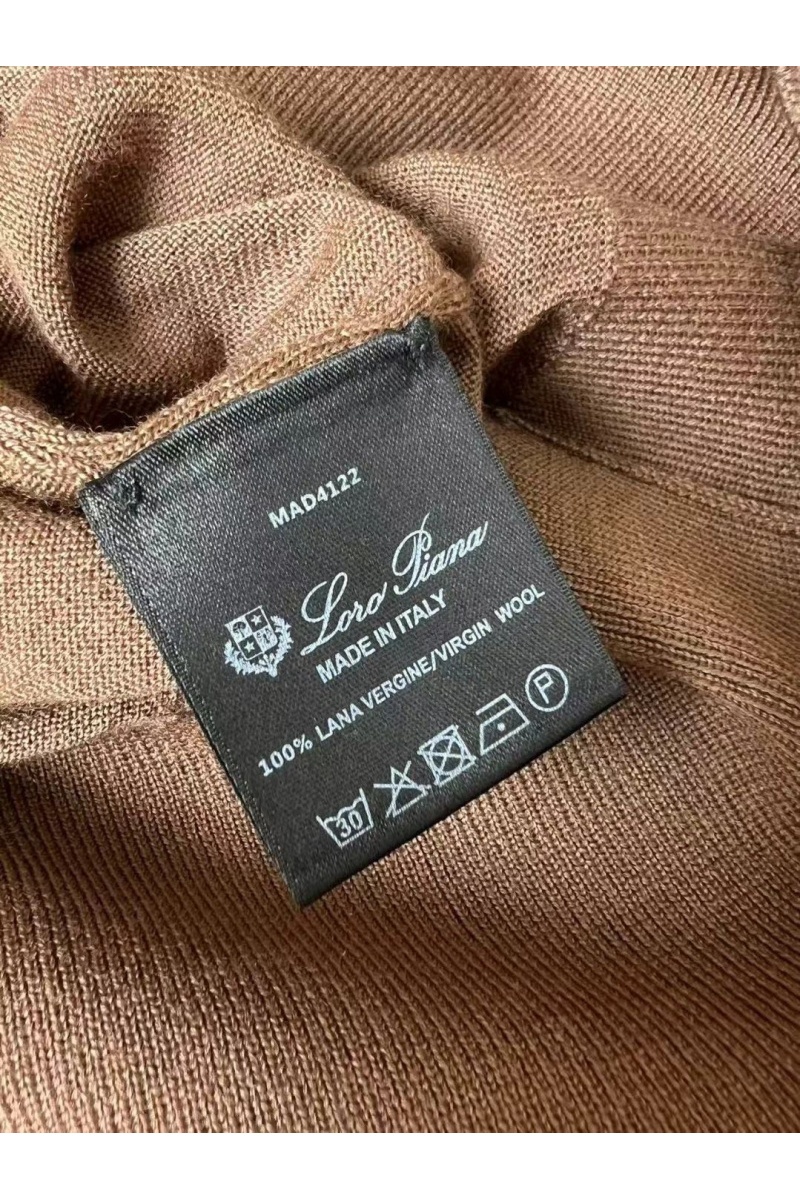 MAD4122
Loro Piana
MADE IN ITALY
100% LANA VERGINE/VIRGIN WOOL
30 P